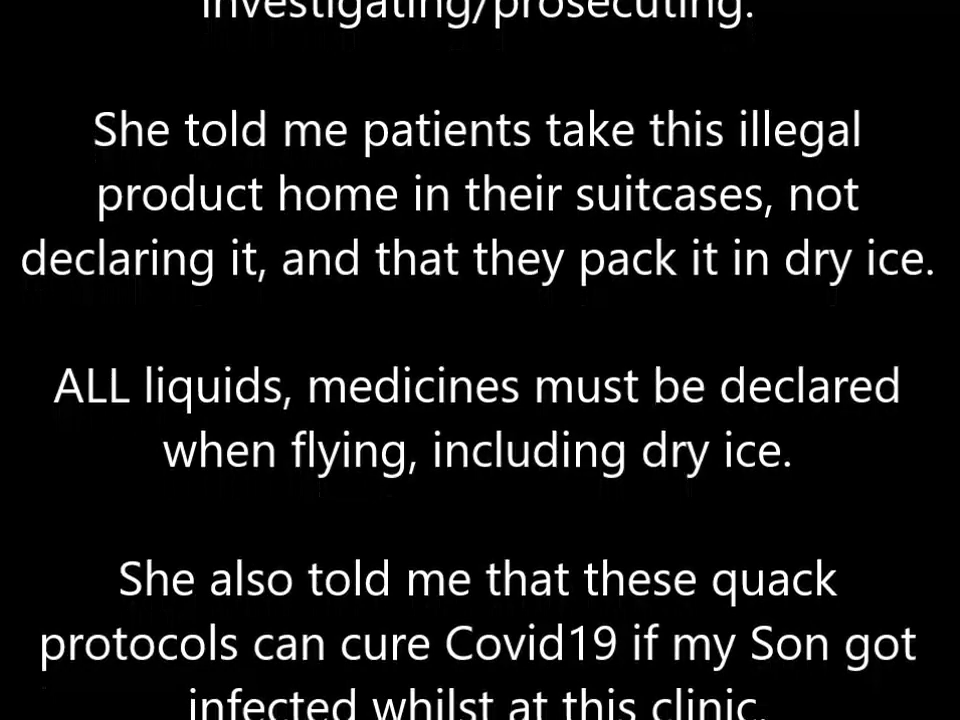 investigating/prosecuting.
She told me patients take this illegal
product home in their suitcases, not
declaring it, and that they pack it in dry ice.
ALL liquids, medicines must be declared
when flying, including dry ice.
She also told me that these quack
protocols can cure Covid19 if my Son got
infected whilst at this clinic.